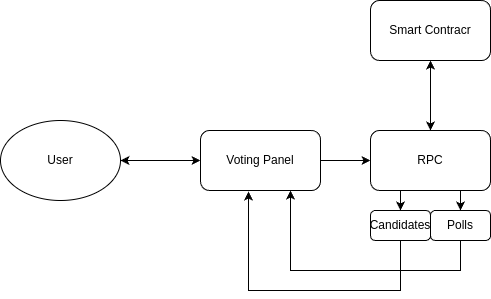 Smart Contracr
User
Voting Panel
RPC
Candidates
Polls